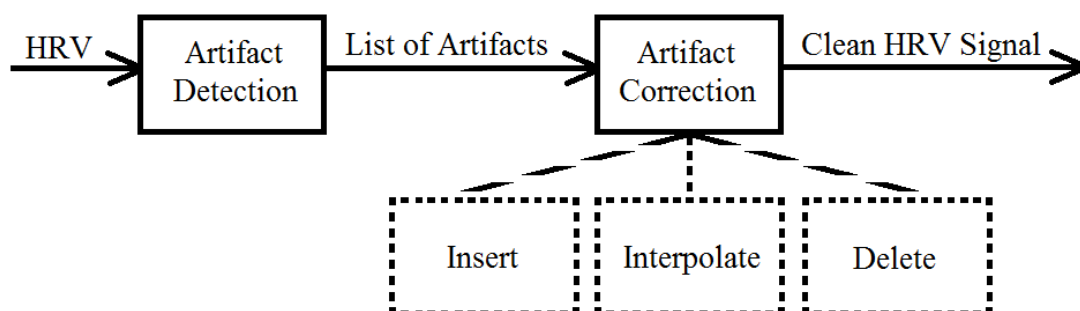 HRV
Artifact
Detection
List of Artifacts
Artifact
Correction
Clean HRV Signal
Insert
Interpolate
Delete